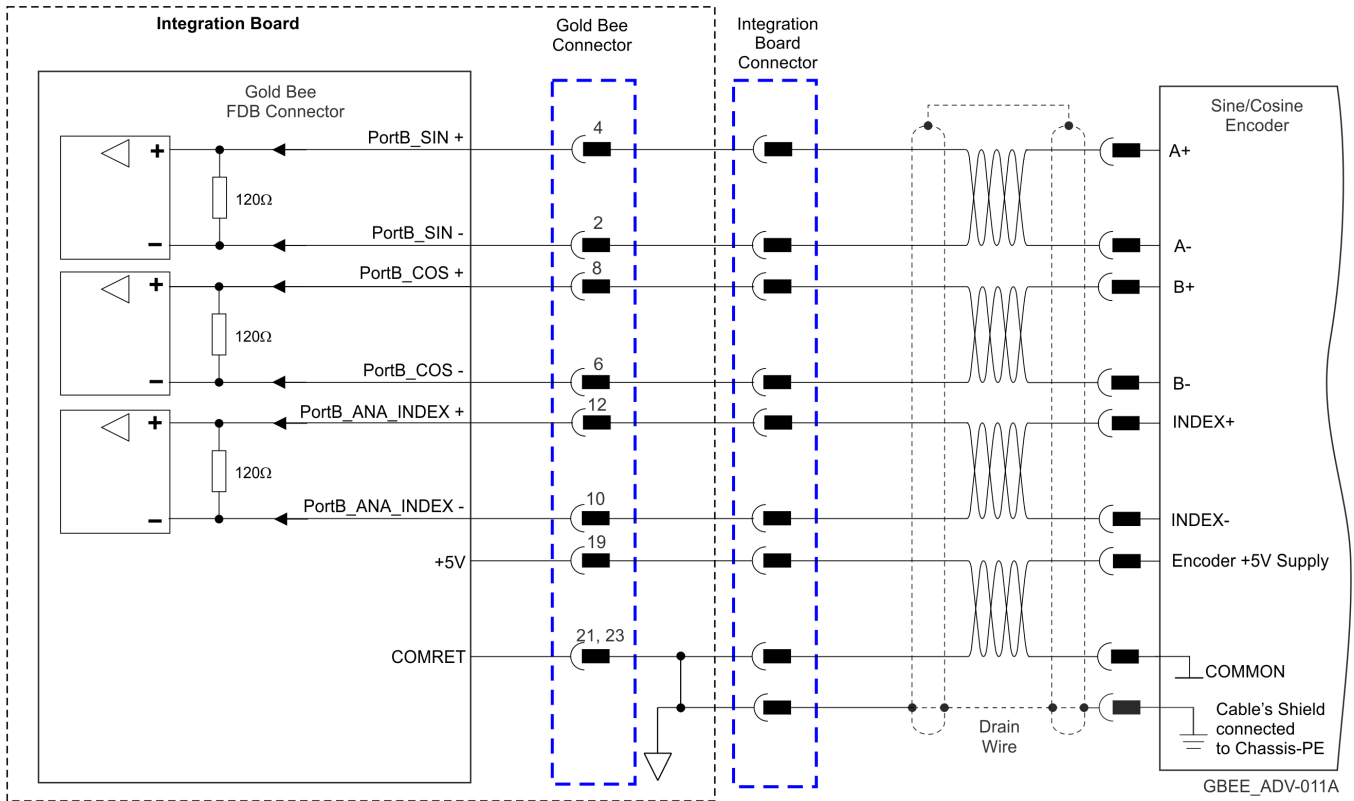 Integration Board
Gold Bee
Connector
Integration
Board
Connector
Gold Bee
FDB Connector
Sine/Cosine
Encoder
PortB_SIN +
4
A+
+
120Ω
PortB_SIN -
2
A-
−
PortB_COS +
8
B+
+
120Ω
PortB_COS -
6
B-
−
PortB_ANA_INDEX +
12
INDEX+
+
120Ω
PortB_ANA_INDEX -
10
INDEX-
−
+5V
19
Encoder +5V Supply
COMRET
21, 23
COMMON
Drain
Wire
Cable's Shield
connected
to Chassis-PE
GBEE_ADV-011A